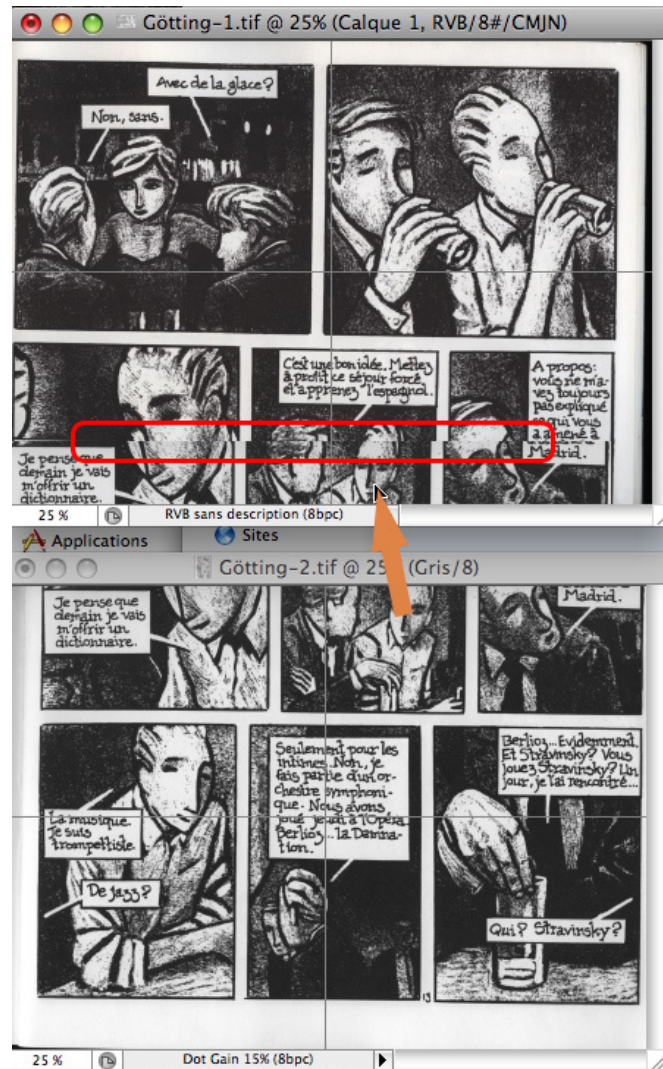 Götting-1.tif @ 25% (Calque 1, RVB/8#/CMJN)
Avec de la glace?
Non, sans.
C'est une bon idée. Mettez
à profit ce séjour forcé
et apprenez l'espagnol.
A propos:
vous ne m'a-
vez toujours
pas expliqué
ce qui vous
a amené à
Madrid.
Je pense que
demain je vais
m'offrir un
dictionnaire.
25 %
RVB sans description (8bpc)
Applications
Sites
Götting-2.tif @ 25% (Gris/8)
Je pense que
demain je vais
m'offrir un
dictionnaire.
Madrid.
La musique.
Je suis
trompettiste.
De jazz?
Seulement pour les
intimes. Non, je
fais partie d'un or-
chestre symphoni-
que. Nous avons
joué jeudi à l'Opéra
Berlioz... la Damna-
tion.
Berlioz... Evidemment.
Et Stravinsky? Vous
jouez Stravinsky? Un
jour, je l'ai rencontré...
Qui? Stravinsky?
13
25 %
Dot Gain 15% (8bpc)